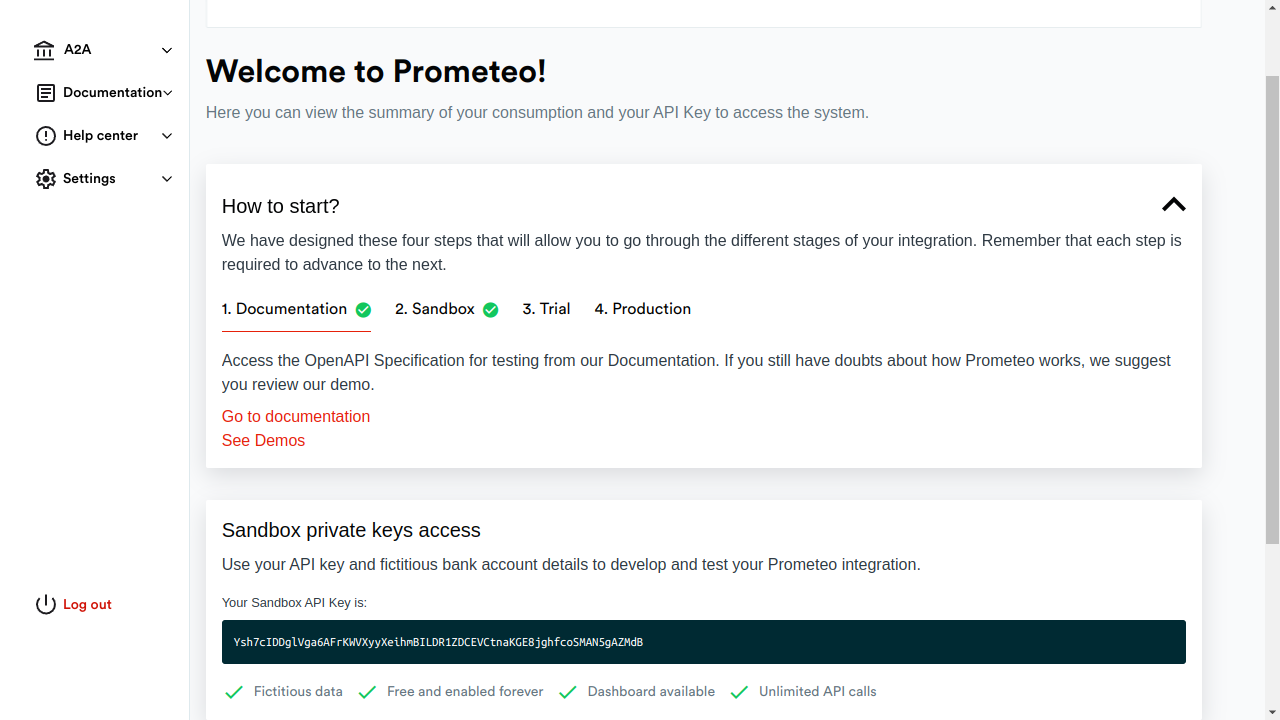 A2A
Documentation
Help center
Settings
Log out
Welcome to Prometeo!
Here you can view the summary of your consumption and your API Key to access the system.
How to start?
We have designed these four steps that will allow you to go through the different stages of your integration. Remember that each step is
required to advance to the next.
1. Documentation 2. Sandbox 3. Trial 4. Production
Access the OpenAPI Specification for testing from our Documentation. If you still have doubts about how Prometeo works, we suggest
you review our demo.
Go to documentation
See Demos
Sandbox private keys access
Use your API key and fictitious bank account details to develop and test your Prometeo integration.
Your Sandbox API Key is:
Ysh7cIDDglVga6AFrKWVXyyXeihmBILDR1ZDCEVCtnaKGE8jghfcoSMAN5gAZMdB
Fictitious data Free and enabled forever Dashboard available Unlimited API calls